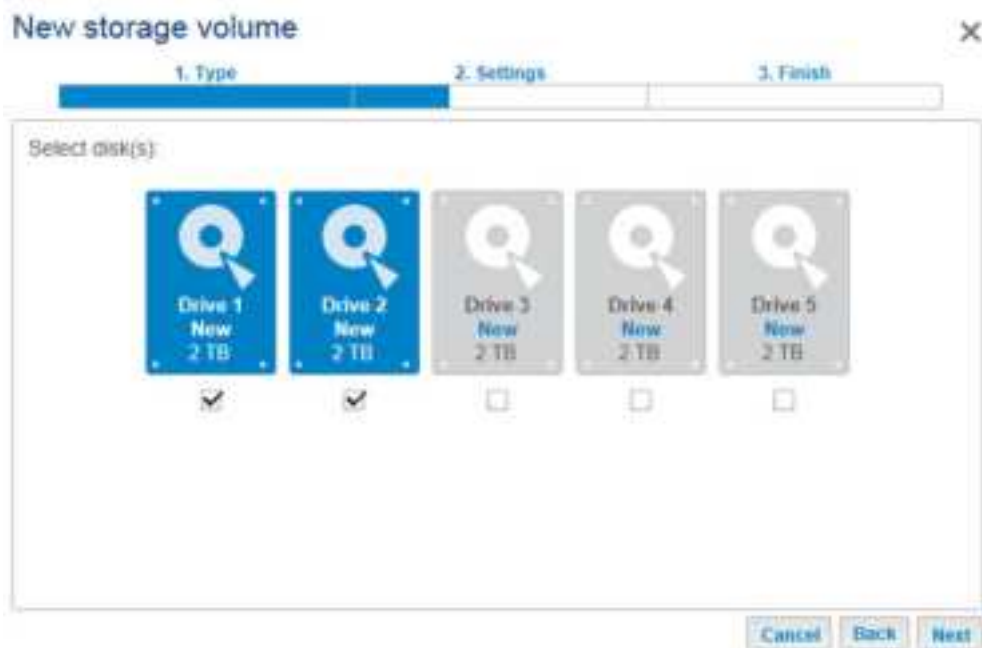 New storage volume
1. Type 2. Settings 3. Finish
Select disk(s):
Drive 1 Drive 2 Drive 3 Drive 4 Drive 5
New New New New New
2 TB 2 TB 2 TB 2 TB 2 TB
Cancel Back Next